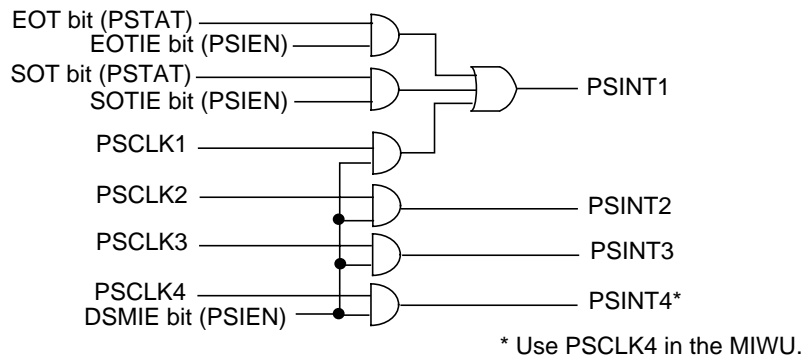 EOT bit (PSTAT)
EOTIE bit (PSIEN)
SOT bit (PSTAT)
SOTIE bit (PSIEN)
PSINT1
PSCLK1
PSCLK2
PSINT2
PSCLK3
PSINT3
PSCLK4
PSINT4*
DSMIE bit (PSIEN)
* Use PSCLK4 in the MIWU.